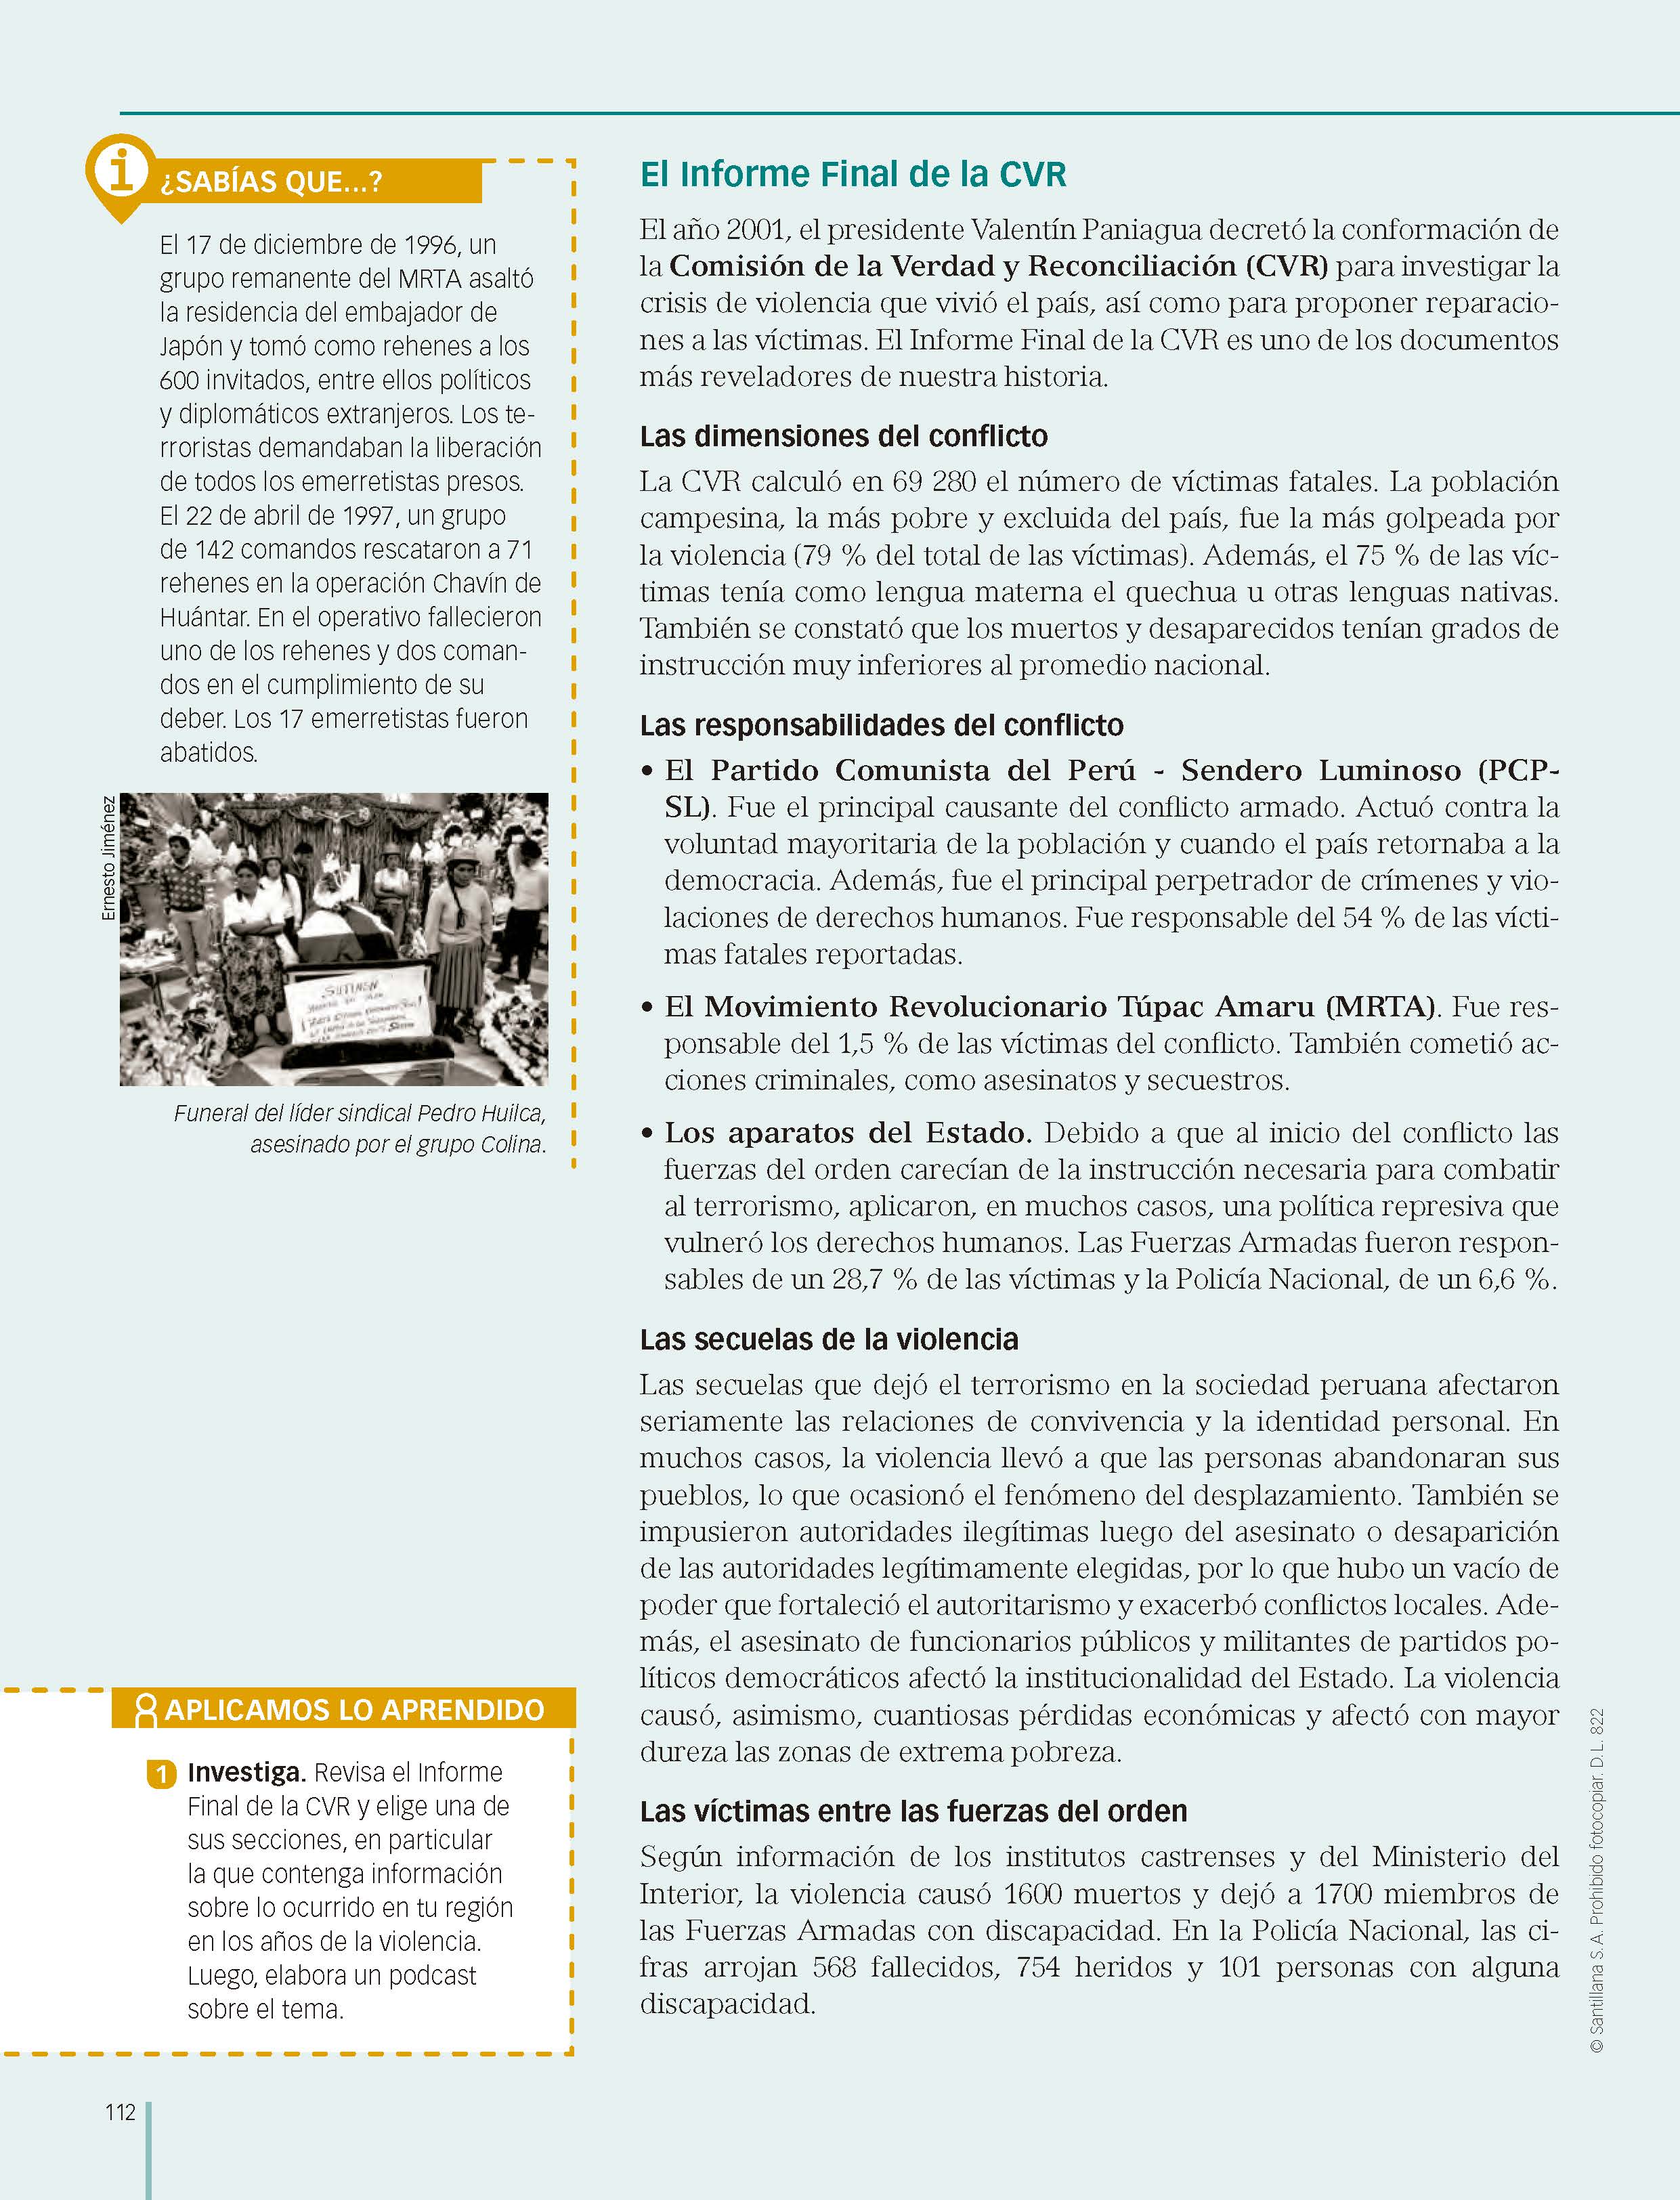 ¿SABÍAS QUE...?
El 17 de diciembre de 1996, un
grupo remanente del MRTA asaltó
la residencia del embajador de
Japón y tomó como rehenes a los
600 invitados, entre ellos políticos
y diplomáticos extranjeros. Los te-
rroristas demandaban la liberación
de todos los emerretistas presos.
El 22 de abril de 1997, un grupo
de 142 comandos rescataron a 71
rehenes en la operación Chavín de
Huántar. En el operativo fallecieron
uno de los rehenes y dos coman-
dos en el cumplimiento de su
deber. Los 17 emerretistas fueron
abatidos.
Ernesto Jiménez
Funeral del líder sindical Pedro Huilca,
asesinado por el grupo Colina.
APLICAMOS LO APRENDIDO
1 Investiga. Revisa el Informe
Final de la CVR y elige una de
sus secciones, en particular
la que contenga información
sobre lo ocurrido en tu región
en los años de la violencia.
Luego, elabora un podcast
sobre el tema.
El Informe Final de la CVR
El año 2001, el presidente Valentín Paniagua decretó la conformación de
la Comisión de la Verdad y Reconciliación (CVR) para investigar la
crisis de violencia que vivió el país, así como para proponer reparacio-
nes a las víctimas. El Informe Final de la CVR es uno de los documentos
más reveladores de nuestra historia.
Las dimensiones del conflicto
La CVR calculó en 69 280 el número de víctimas fatales. La población
campesina, la más pobre y excluida del país, fue la más golpeada por
la violencia (79 % del total de las víctimas). Además, el 75 % de las víc-
timas tenía como lengua materna el quechua u otras lenguas nativas.
También se constató que los muertos y desaparecidos tenían grados de
instrucción muy inferiores al promedio nacional.
Las responsabilidades del conflicto
• El Partido Comunista del Perú - Sendero Luminoso (PCP-
SL). Fue el principal causante del conflicto armado. Actuó contra la
voluntad mayoritaria de la población y cuando el país retornaba a la
democracia. Además, fue el principal perpetrador de crímenes y vio-
laciones de derechos humanos. Fue responsable del 54 % de las vícti-
mas fatales reportadas.
• El Movimiento Revolucionario Túpac Amaru (MRTA). Fue res-
ponsable del 1,5 % de las víctimas del conflicto. También cometió ac-
ciones criminales, como asesinatos y secuestros.
• Los aparatos del Estado. Debido a que al inicio del conflicto las
fuerzas del orden carecían de la instrucción necesaria para combatir
al terrorismo, aplicaron, en muchos casos, una política represiva que
vulneró los derechos humanos. Las Fuerzas Armadas fueron respon-
sables de un 28,7 % de las víctimas y la Policía Nacional, de un 6,6 %.
Las secuelas de la violencia
Las secuelas que dejó el terrorismo en la sociedad peruana afectaron
seriamente las relaciones de convivencia y la identidad personal. En
muchos casos, la violencia llevó a que las personas abandonaran sus
pueblos, lo que ocasionó el fenómeno del desplazamiento. También se
impusieron autoridades ilegítimas luego del asesinato o desaparición
de las autoridades legítimamente elegidas, por lo que hubo un vacío de
poder que fortaleció el autoritarismo y exacerbó conflictos locales. Ade-
más, el asesinato de funcionarios públicos y militantes de partidos po-
líticos democráticos afectó la institucionalidad del Estado. La violencia
causó, asimismo, cuantiosas pérdidas económicas y afectó con mayor
dureza las zonas de extrema pobreza.
Las víctimas entre las fuerzas del orden
Según información de los institutos castrenses y del Ministerio del
Interior, la violencia causó 1600 muertos y dejó a 1700 miembros de
las Fuerzas Armadas con discapacidad. En la Policía Nacional, las ci-
fras arrojan 568 fallecidos, 754 heridos y 101 personas con alguna
discapacidad.
© Santillana S.A. Prohibido fotocopiar. D.L. 822
112